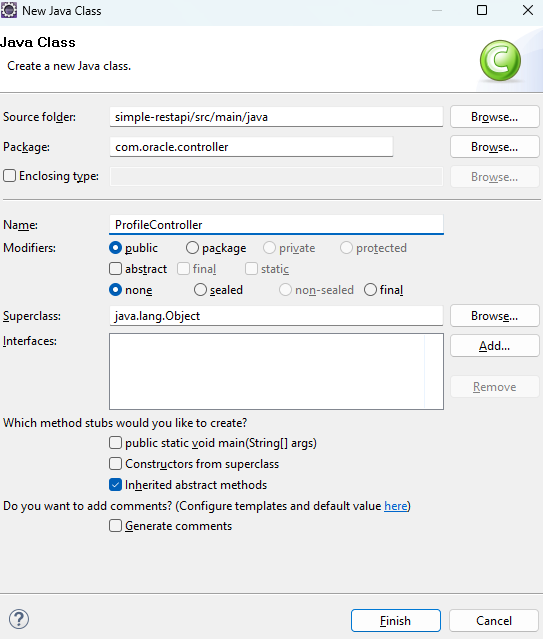 New Java Class
Java Class
Create a new Java class.
C
Source folder: simple-restapi/src/main/java Browse...
Package: com.oracle.controller Browse...
Enclosing type: Browse...
Name: ProfileController
Modifiers: public package private protected
abstract final static
none sealed non-sealed final
Superclass: java.lang.Object Browse...
Interfaces: Add...
Remove
Which method stubs would you like to create?
public static void main(String[] args)
Constructors from superclass
Inherited abstract methods
Do you want to add comments? (Configure templates and default value here)
Generate comments
? Finish Cancel